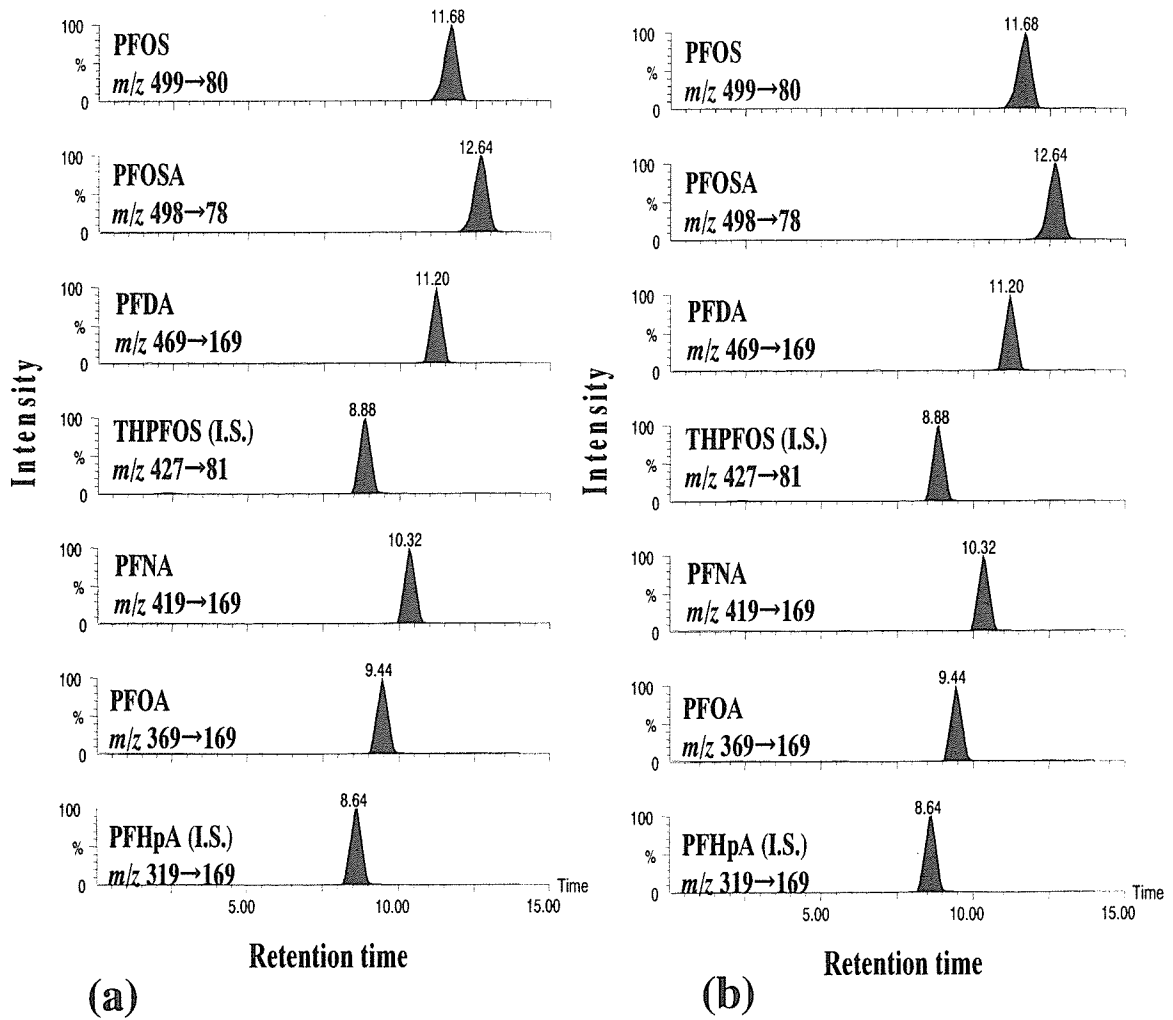 Intensity
11.68
100
PFOS
%
m/z 499→80
0
12.64
100
PFOSA
%
m/z 498→78
0
11.20
100
PFDA
%
m/z 469→169
0
8.88
100
THPFOS (I.S.)
%
m/z 427→81
0
10.32
100
PFNA
%
m/z 419→169
0
9.44
100
PFOA
%
m/z 369→169
0
8.64
100
PFHpA (I.S.)
%
m/z 319→169
0
Time
5.00 10.00 15.00
Retention time
(a)
Intensity
11.68
100
PFOS
%
m/z 499→80
0
12.64
100
PFOSA
%
m/z 498→78
0
11.20
100
PFDA
%
m/z 469→169
0
8.88
100
THPFOS (I.S.)
%
m/z 427→81
0
10.32
100
PFNA
%
m/z 419→169
0
9.44
100
PFOA
%
m/z 369→169
0
8.64
100
PFHpA (I.S.)
%
m/z 319→169
0
Time
5.00 10.00 15.00
Retention time
(b)